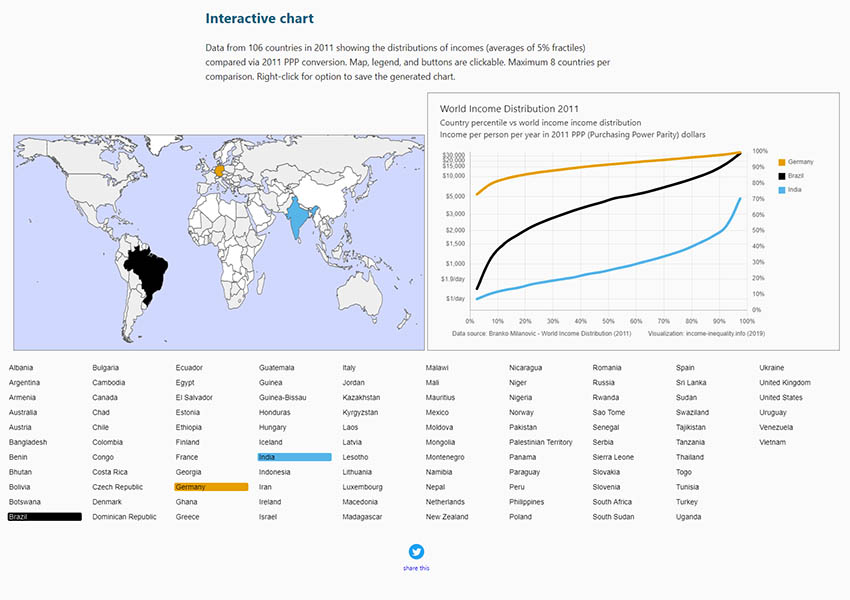 Interactive chart
Data from 106 countries in 2011 showing the distributions of incomes (averages of 5% fractiles)
compared via 2011 PPP conversion. Map, legend, and buttons are clickable. Maximum 8 countries per
comparison. Right-click for option to save the generated chart.
World Income Distribution 2011
Country percentile vs world income income distribution
Income per person per year in 2011 PPP (Purchasing Power Parity) dollars
$30,000
$20,000
$15,000
$10,000
$5,000
$3,000
$2,000
$1,500
$1,000
$1.9/day
$1/day
100%
90%
80%
70%
60%
50%
40%
30%
20%
10%
0%
Germany
Brazil
India
0% 10% 20% 30% 40% 50% 60% 70% 80% 90% 100%
Data source: Branko Milanovic - World Income Distribution (2011) Visualization: income-inequality.info (2019)
Albania Bulgaria Ecuador Guatemala Italy Malawi Nicaragua Romania Spain Ukraine
Argentina Cambodia Egypt Guinea Jordan Mali Niger Russia Sri Lanka United Kingdom
Armenia Canada El Salvador Guinea-Bissau Kazakhstan Mauritius Nigeria Rwanda Sudan United States
Australia Chad Estonia Honduras Kyrgyzstan Mexico Norway Sao Tome Swaziland Uruguay
Austria Chile Ethiopia Hungary Laos Moldova Pakistan Senegal Tajikistan Venezuela
Bangladesh Colombia Finland Iceland Latvia Mongolia Palestinian Territory Serbia Tanzania Vietnam
Benin Congo France India Lesotho Montenegro Panama Sierra Leone Thailand
Bhutan Costa Rica Georgia Indonesia Lithuania Namibia Paraguay Slovakia Togo
Bolivia Czech Republic Germany Iran Luxembourg Nepal Peru Slovenia Tunisia
Botswana Denmark Ghana Ireland Macedonia Netherlands Philippines South Africa Turkey
Brazil Dominican Republic Greece Israel Madagascar New Zealand Poland South Sudan Uganda
share this